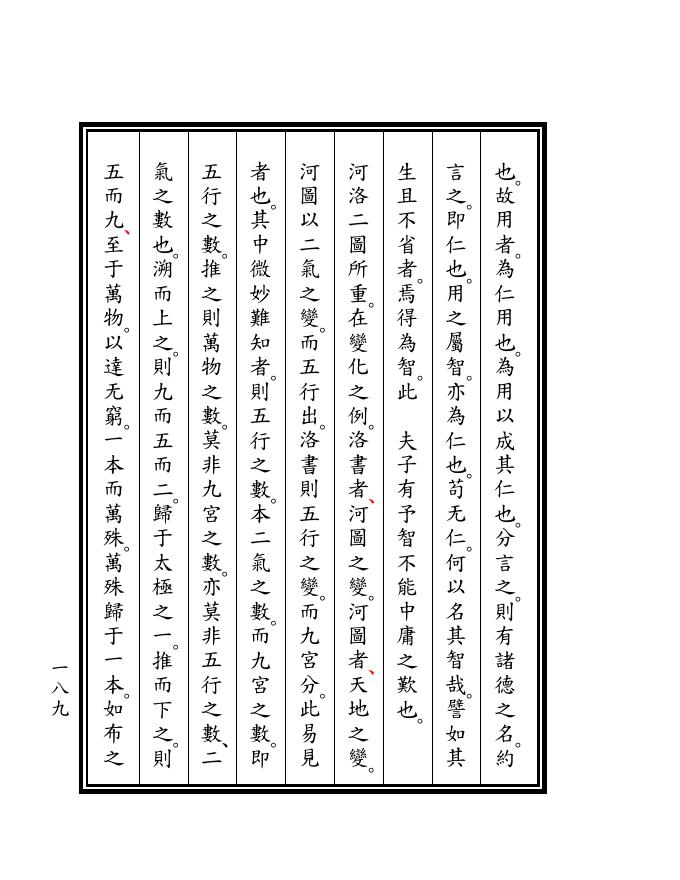 也。故用者。為仁用也。為用以成其仁也。分言之。則有諸德之名。約
言之。即仁也。用之屬智。亦為仁也。苟无仁。何以名其智哉。譬如其
生且不省者。焉得為智。此　夫子有予智不能中庸之歎也。
河洛二圖所重。在變化之例。洛書者、河圖之變。河圖者、天地之變。
河圖以二氣之變。而五行出。洛書則五行之變。而九宮分。此易見
者也。其中微妙難知者。則五行之數。本二氣之數。而九宮之數。即
五行之數。推之則萬物之數。莫非九宮之數。亦莫非五行之數、二
氣之數也。溯而上之。則九而五而二。歸于太極之一。推而下之。則
五而九、至于萬物。以達无窮。一本而萬殊。萬殊歸于一本。如布之
一八九